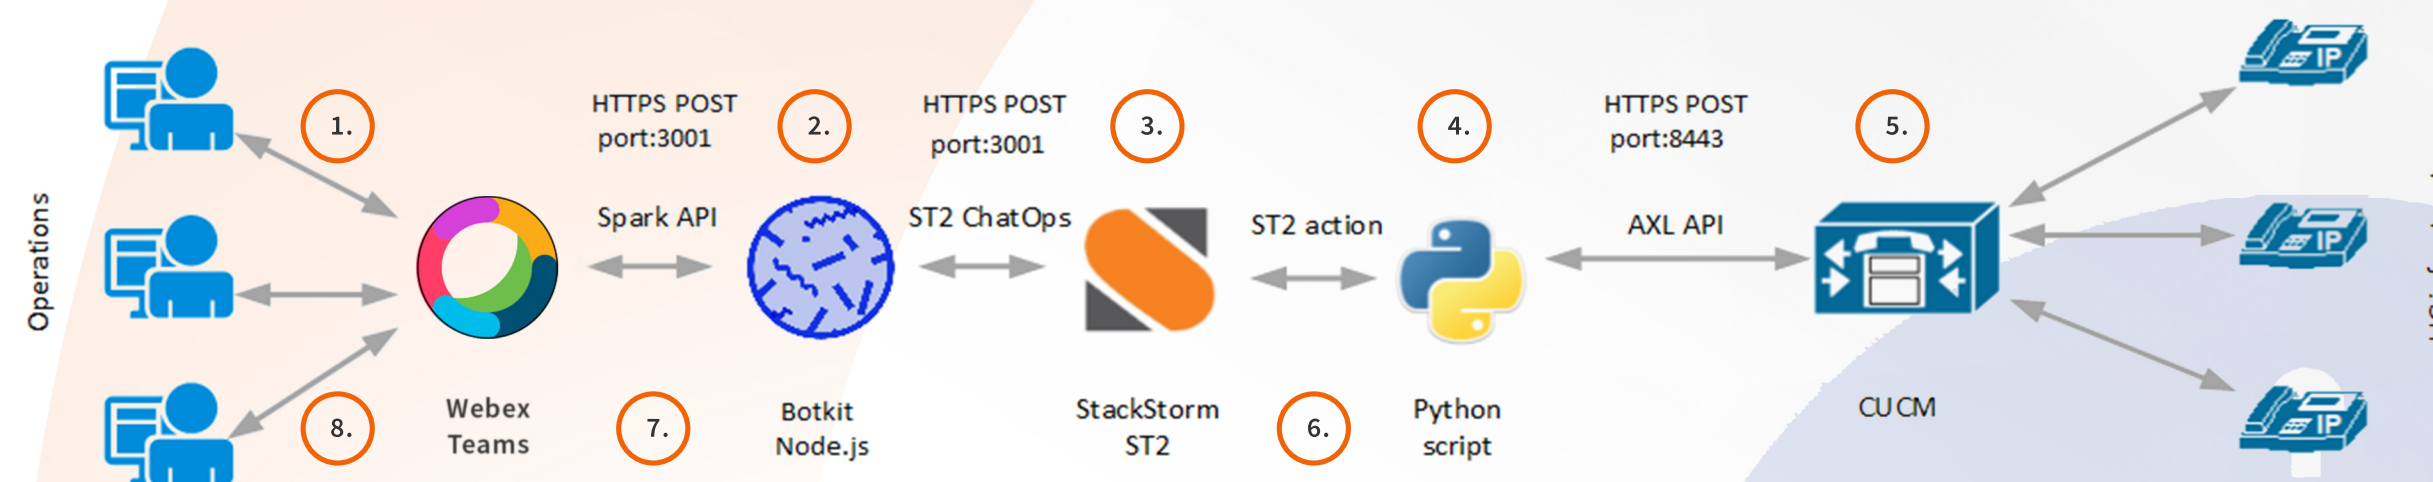 Operations
1.
HTTPS POST
port:3001
2.
HTTPS POST
port:3001
3.
4.
HTTPS POST
port:8443
5.
Spark API
ST2 ChatOps
ST2 action
AXL API
IP
IP
IP
8.
Webex
Teams
7.
Botkit
Node.js
StackStorm
ST2
6.
Python
script
CUCM